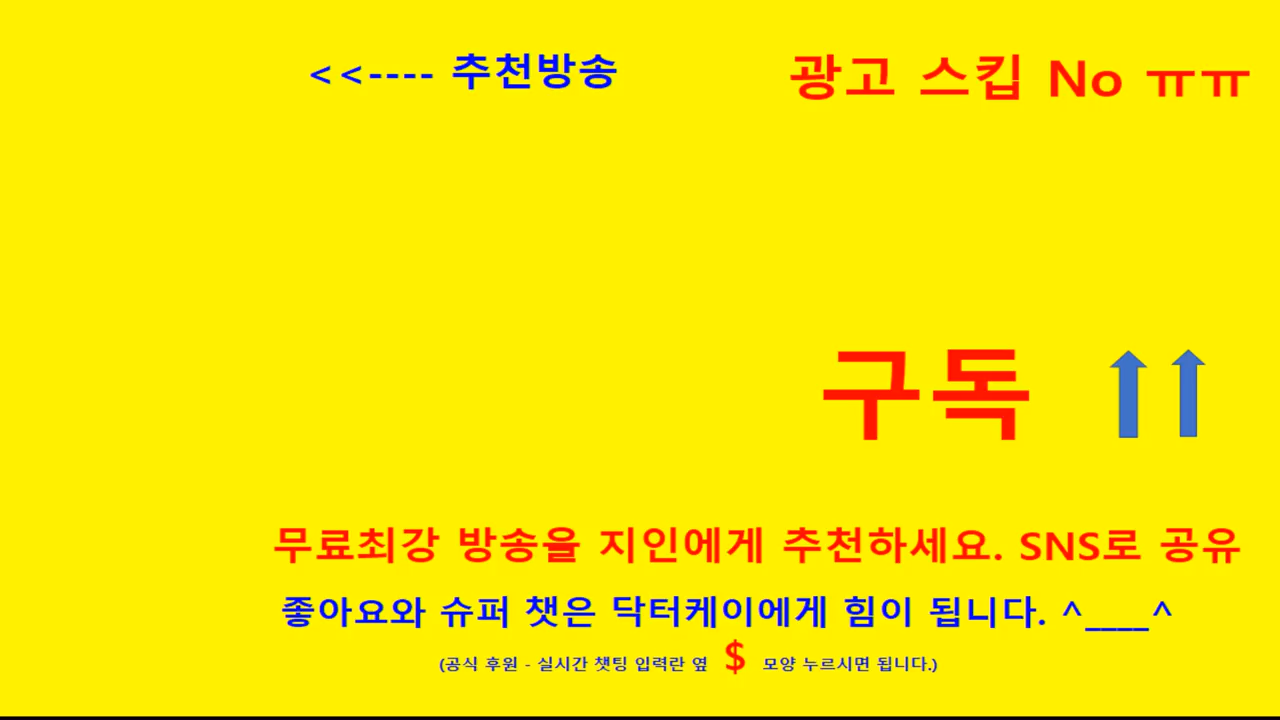 <<---- 추천방송
광고 스킵 No ㅠㅠ
구독
무료최강 방송을 지인에게 추천하세요. SNS로 공유
좋아요와 슈퍼 챗은 닥터케이에게 힘이 됩니다. ^____^
(공식 후원 - 실시간 챗팅 입력란 옆 $ 모양 누르시면 됩니다.)